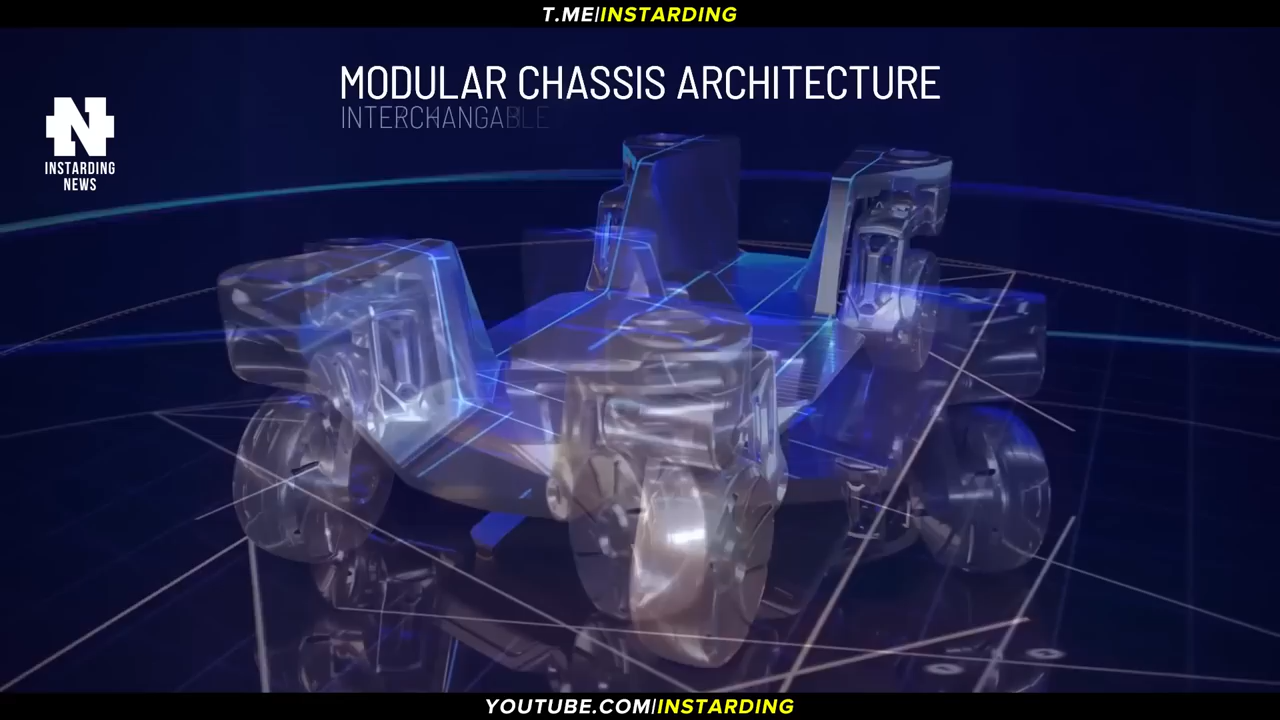 T.ME|INSTARDING
MODULAR CHASSIS ARCHITECTURE
INTERCHANGABLE
INSTARDING
NEWS
YOUTUBE.COM|INSTARDING